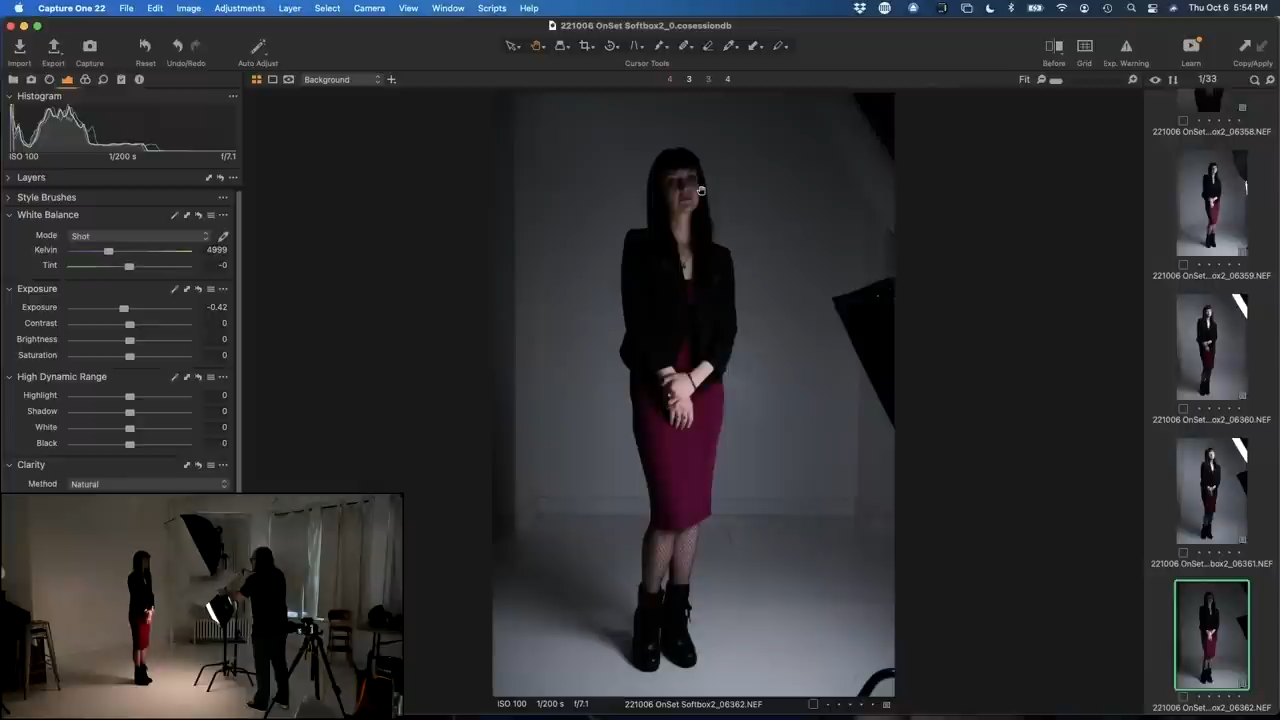 Capture One 22 File Edit Image Adjustments Layer Select Camera View Window Scripts Help Thu Oct 6 5:54 PM
221006 OnSet Softbox2_0.cosessiondb
Import Export Capture Reset Undo/Redo Auto Adjust Cursor Tools Before Grid Exp. Warning Learn Copy/Apply
Background 4 3 3 4 Fit 1/33
Histogram
ISO 100 1/200 s f/7.1
Layers
Style Brushes
White Balance
Mode Shot
Kelvin 4999
Tint -0
Exposure
Exposure -0.42
Contrast 0
Brightness 0
Saturation 0
High Dynamic Range
Highlight 0
Shadow 0
White 0
Black 0
Clarity
Method Natural
221006 OnSet...ox2_06358.NEF
221006 OnSet...ox2_06359.NEF
221006 OnSet...ox2_06360.NEF
221006 OnSet...box2_06361.NEF
221006 OnSet...ox2_06362.NEF
ISO 100 1/200 s f/7.1 221006 OnSet Softbox2_06362.NEF